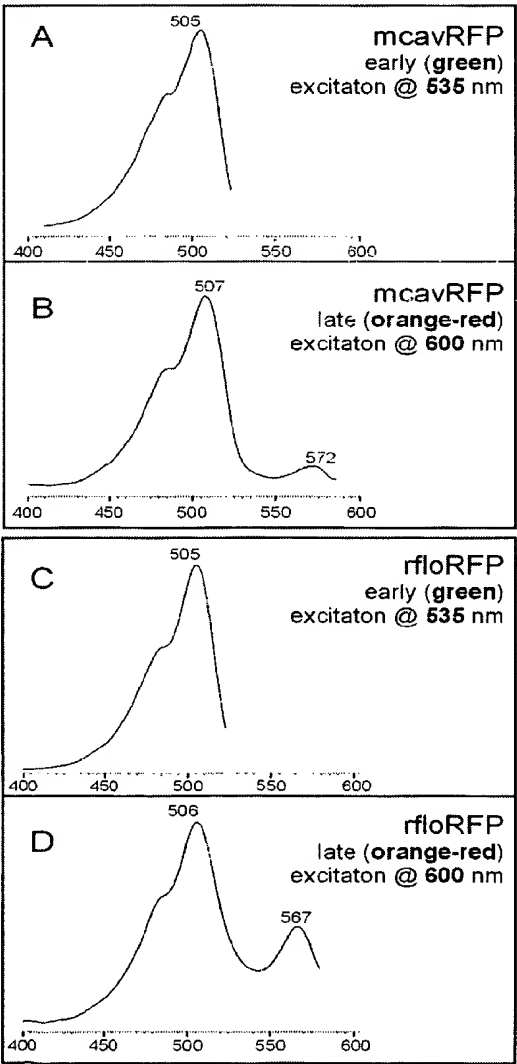 A
505
mcavRFP
early (green)
excitaton @ 535 nm
400 450 500 550 600
B
507
mcavRFP
late (orange-red)
excitaton @ 600 nm
572
400 450 500 550 600
C
505
rfloRFP
early (green)
excitaton @ 535 nm
400 450 500 550 600
D
506
rfloRFP
late (orange-red)
excitaton @ 600 nm
567
400 450 500 550 600